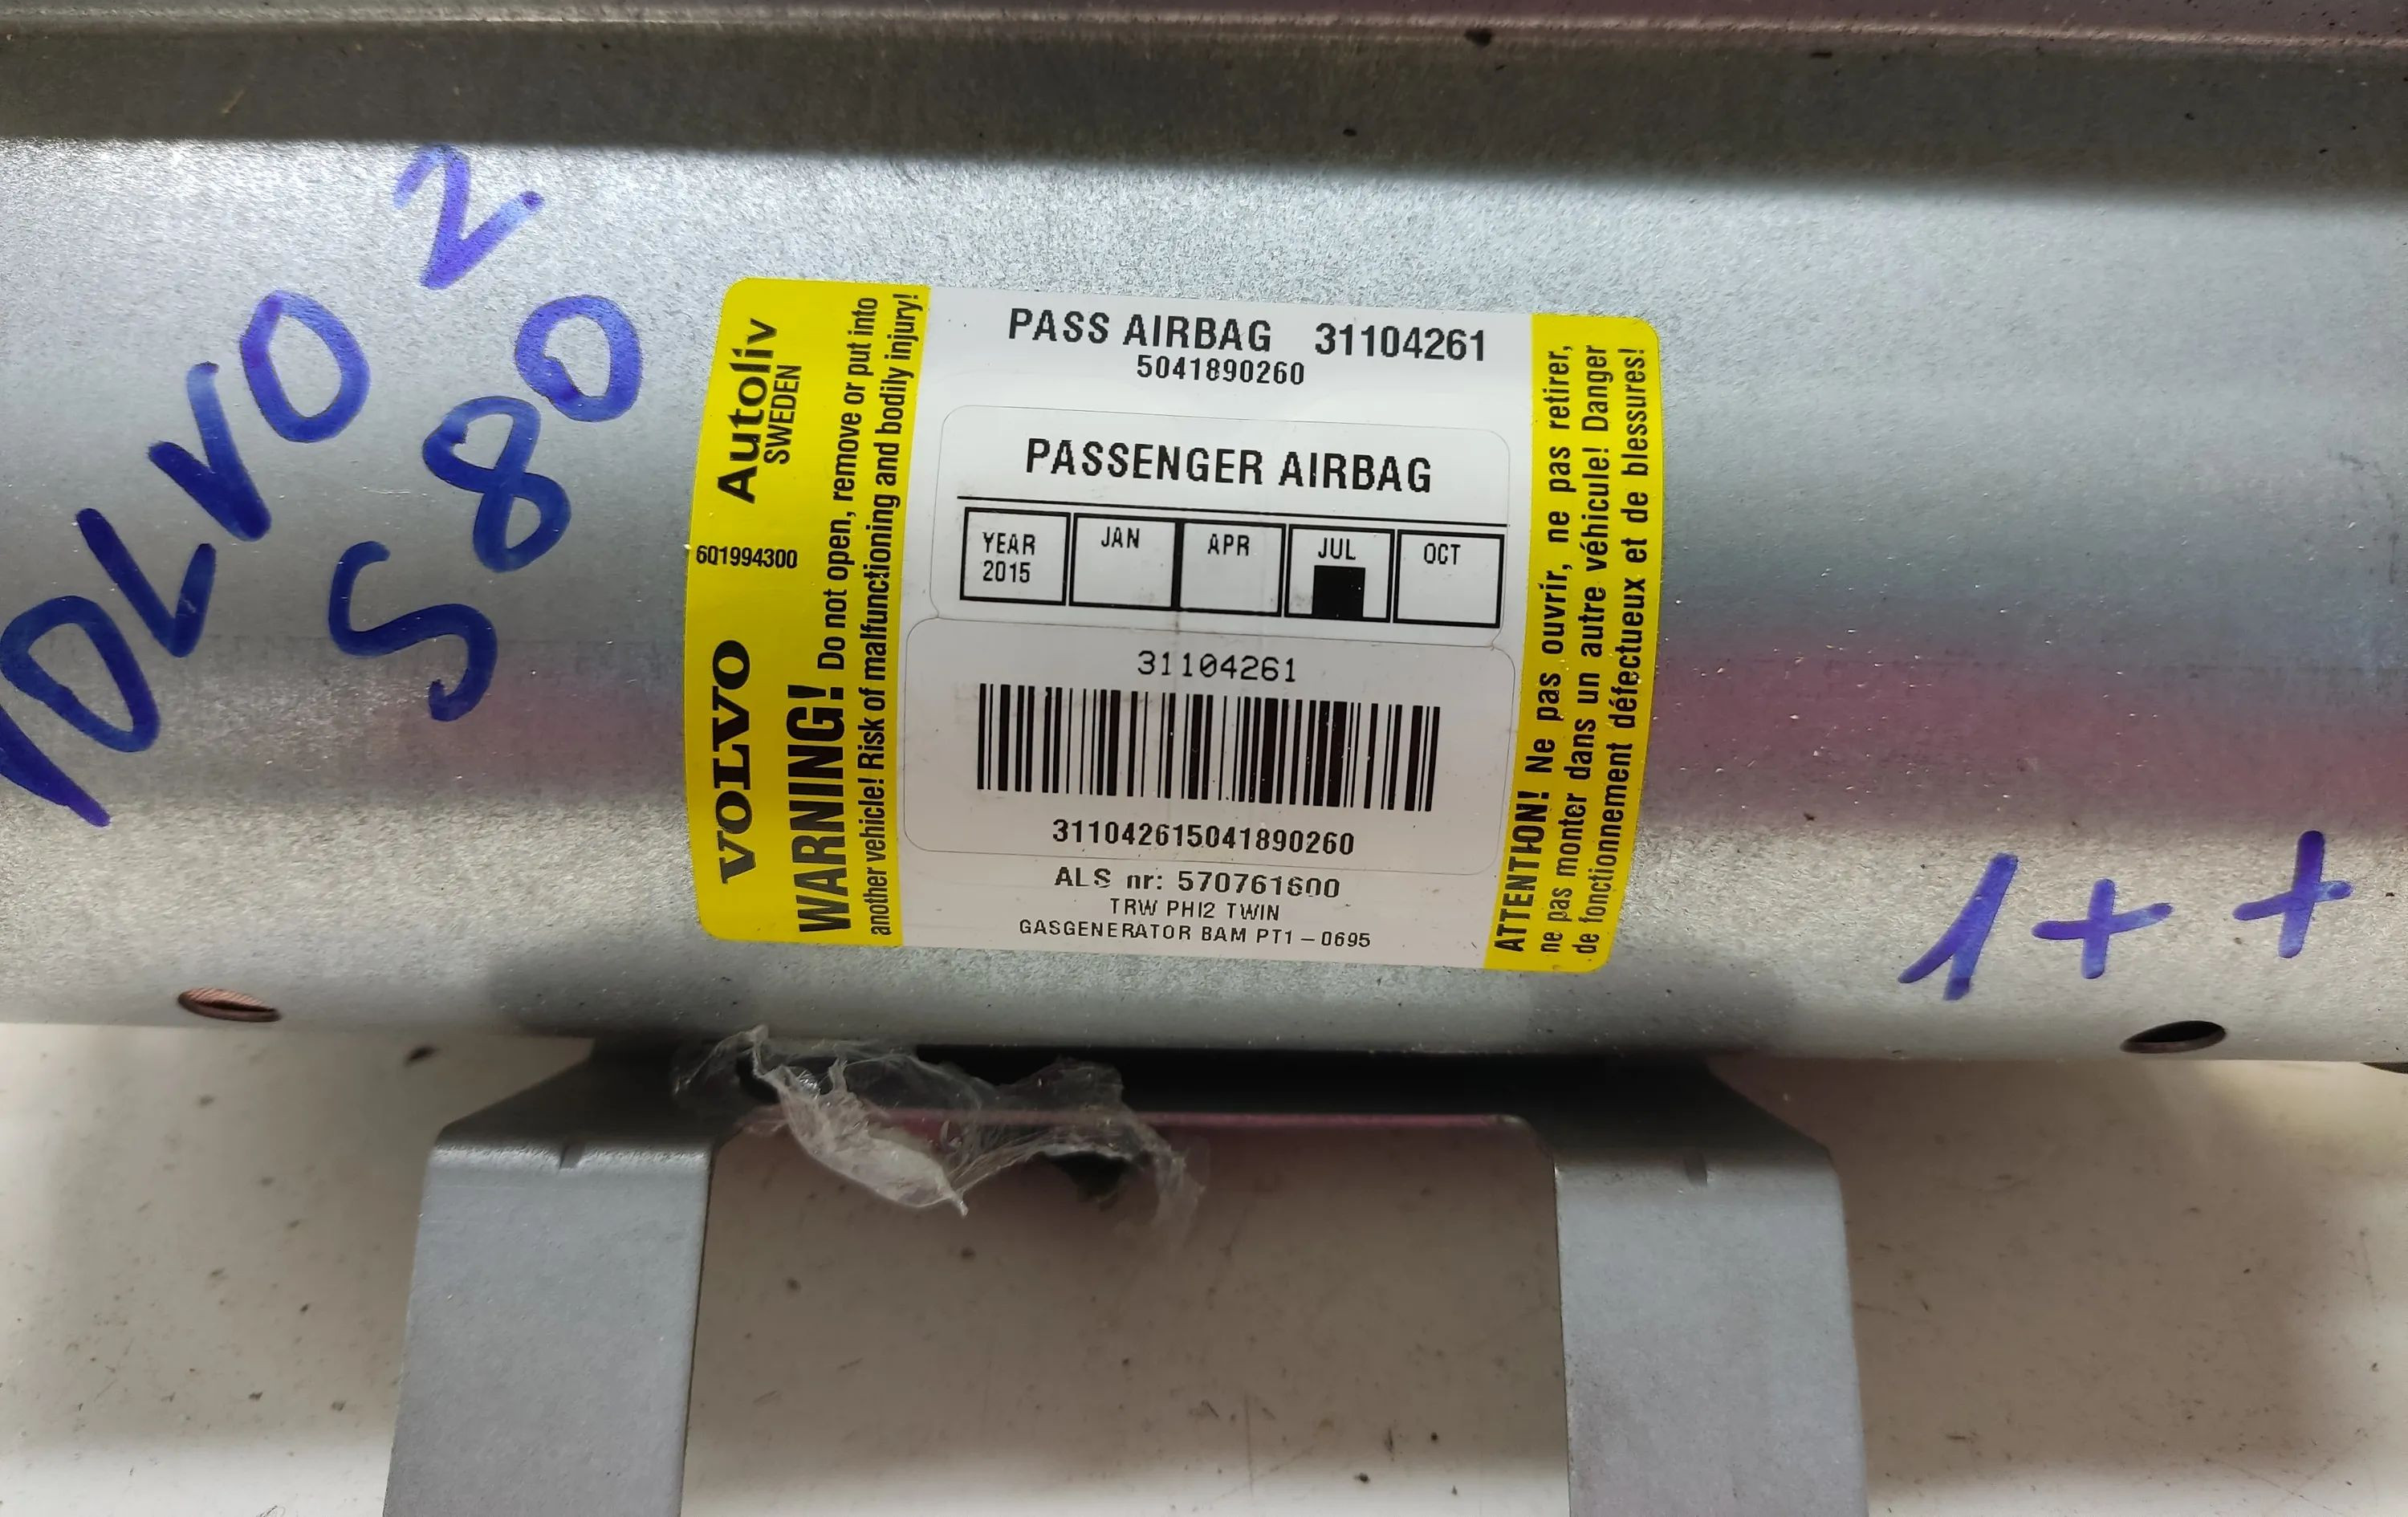 VOLVO 2
S80
VOLVO 601994300 Autoliv
SWEDEN
WARNING! Do not open, remove or put into
another vehicle! Risk of malfunctioning and bodily injury!
PASS AIRBAG 31104261
5041890260
PASSENGER AIRBAG
YEAR 2015 JAN APR JUL OCT
31104261
311042615041890260
ALS nr: 570761600
TRW PHI2 TWIN
GASGENERATOR BAM PT1-0695
ATTENTION! Ne pas ouvrir, ne pas retirer,
ne pas monter dans un autre véhicule! Danger
de fonctionnement défectueux et de blessures!
1++